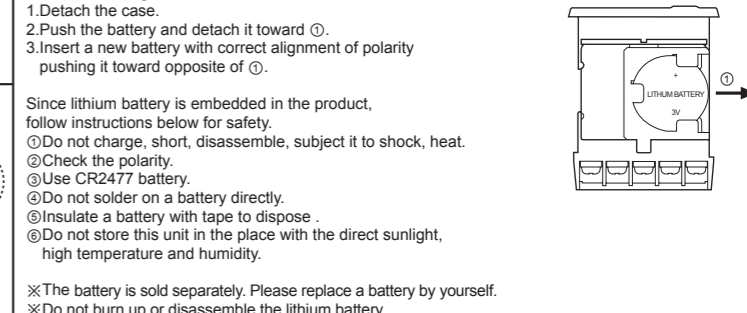 1.Detach the case.
2.Push the battery and detach it toward ①.
3.Insert a new battery with correct alignment of polarity
pushing it toward opposite of ①.
Since lithium battery is embedded in the product,
follow instructions below for safety.
①Do not charge, short, disassemble, subject it to shock, heat.
②Check the polarity.
③Use CR2477 battery.
④Do not solder on a battery directly.
⑤Insulate a battery with tape to dispose .
⑥Do not store this unit in the place with the direct sunlight,
high temperature and humidity.
※The battery is sold separately. Please replace a battery by yourself.
※Do not burn up or disassemble the lithium battery
+
LITHUM BATTERY
3V
①